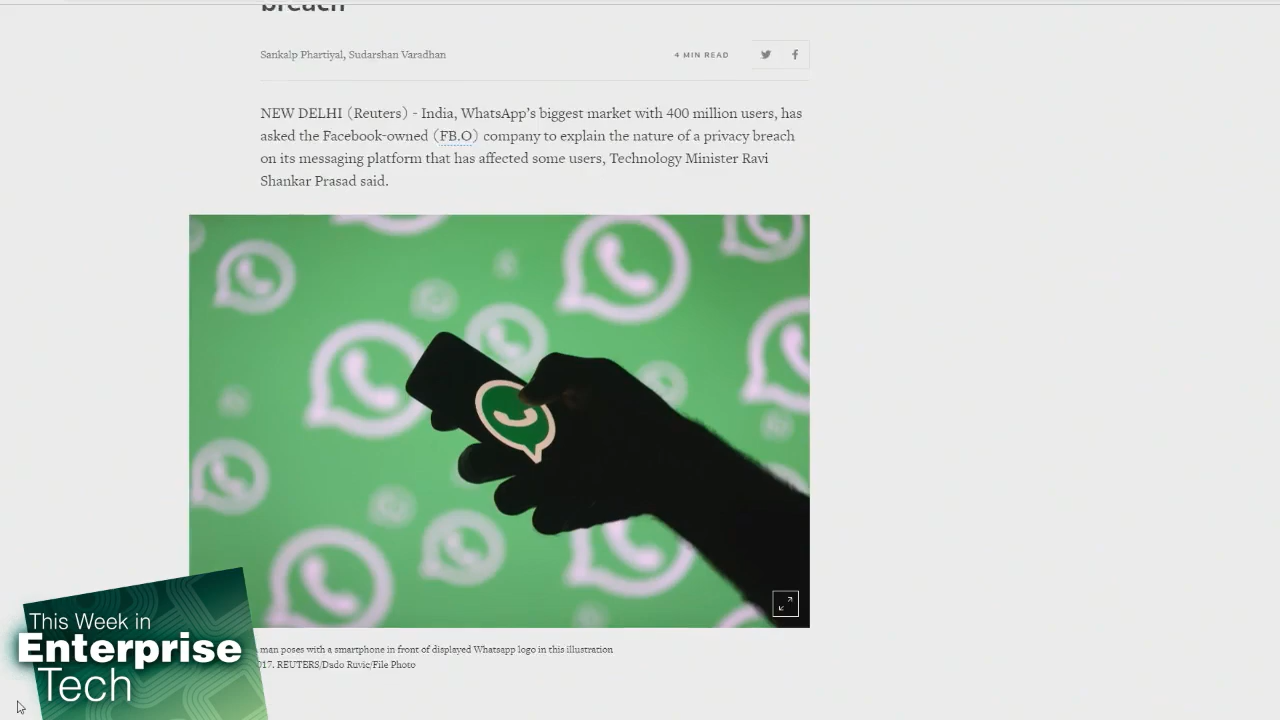 breach
Sankalp Phartiyal, Sudarshan Varadhan
4 MIN READ
NEW DELHI (Reuters) - India, WhatsApp's biggest market with 400 million users, has
asked the Facebook-owned (FB.O) company to explain the nature of a privacy breach
on its messaging platform that has affected some users, Technology Minister Ravi
Shankar Prasad said.
man poses with a smartphone in front of displayed Whatsapp logo in this illustration
17. REUTERS/Dado Ruvic/File Photo
This Week in
Enterprise
Tech